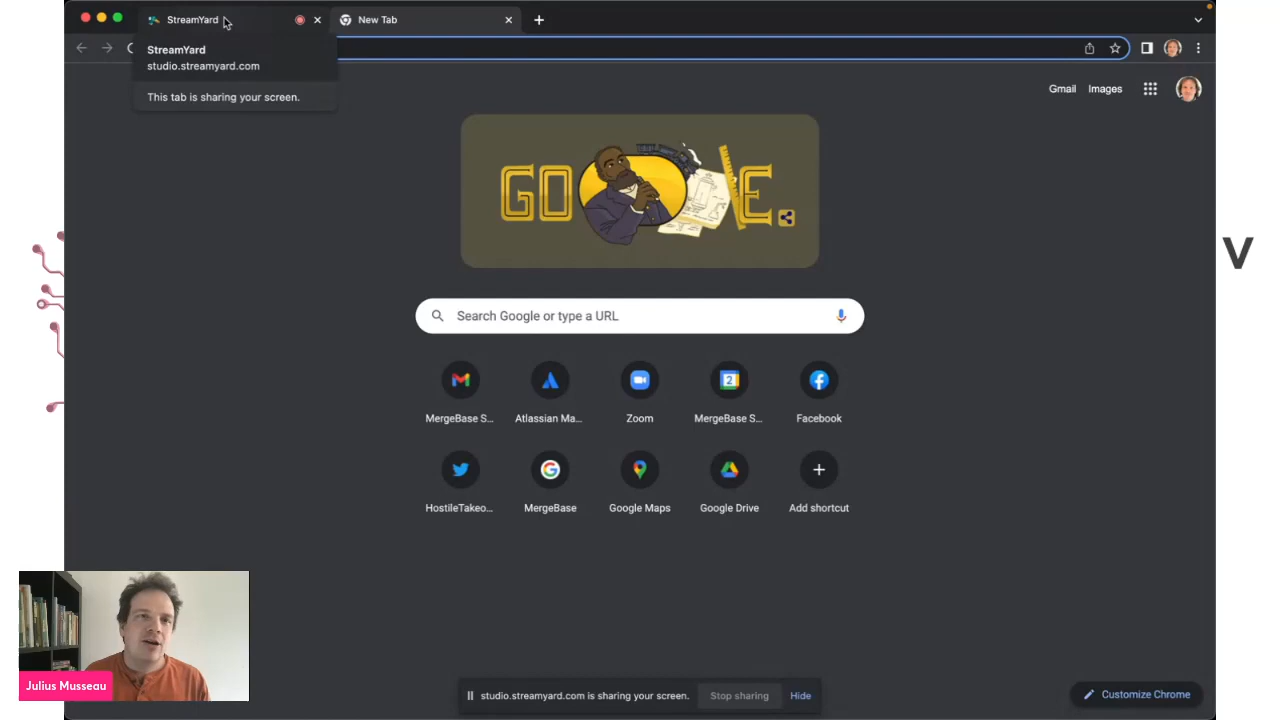 StreamYard
New Tab
StreamYard
studio.streamyard.com
This tab is sharing your screen.
Gmail
Images
GO
E
V
Search Google or type a URL
MergeBase S...
Atlassian Ma...
Zoom
2
MergeBase S...
Facebook
HostileTakeo...
MergeBase
Google Maps
Google Drive
Add shortcut
Julius Musseau
studio.streamyard.com is sharing your screen.
Stop sharing
Hide
Customize Chrome